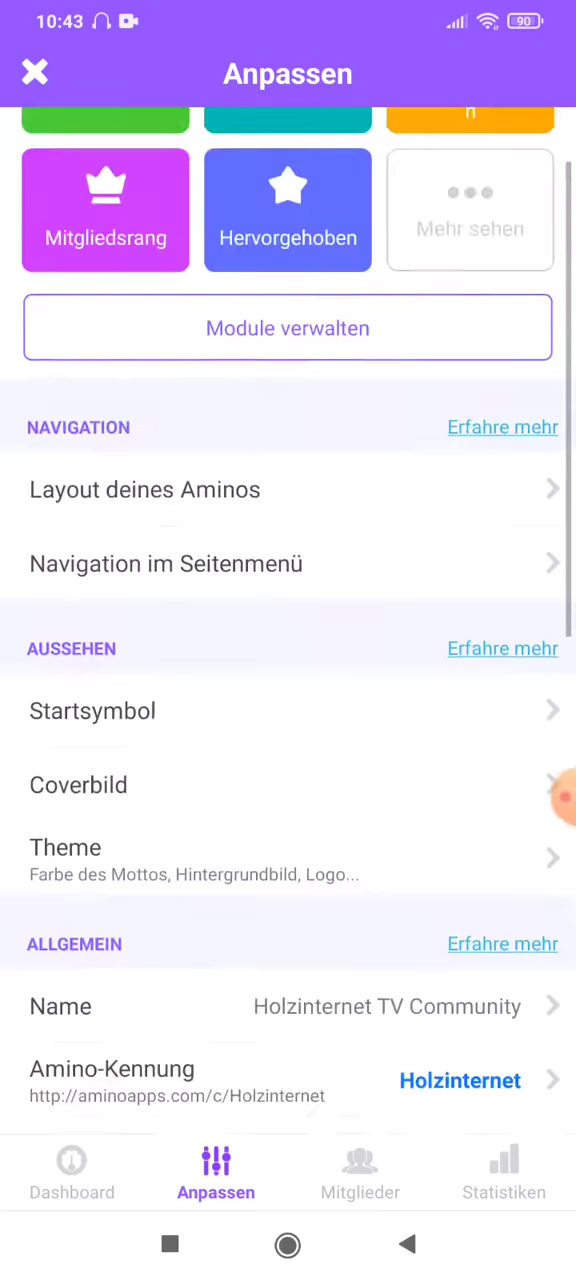 10:43
90
Anpassen
n
Mitgliedsrang
Hervorgehoben
Mehr sehen
Module verwalten
NAVIGATION Erfahre mehr
Layout deines Aminos
Navigation im Seitenmenü
AUSSEHEN Erfahre mehr
Startsymbol
Coverbild
Theme
Farbe des Mottos, Hintergrundbild, Logo...
ALLGEMEIN Erfahre mehr
Name Holzinternet TV Community
Amino-Kennung
http://aminoapps.com/c/Holzinternet
Holzinternet
Dashboard Anpassen Mitglieder Statistiken